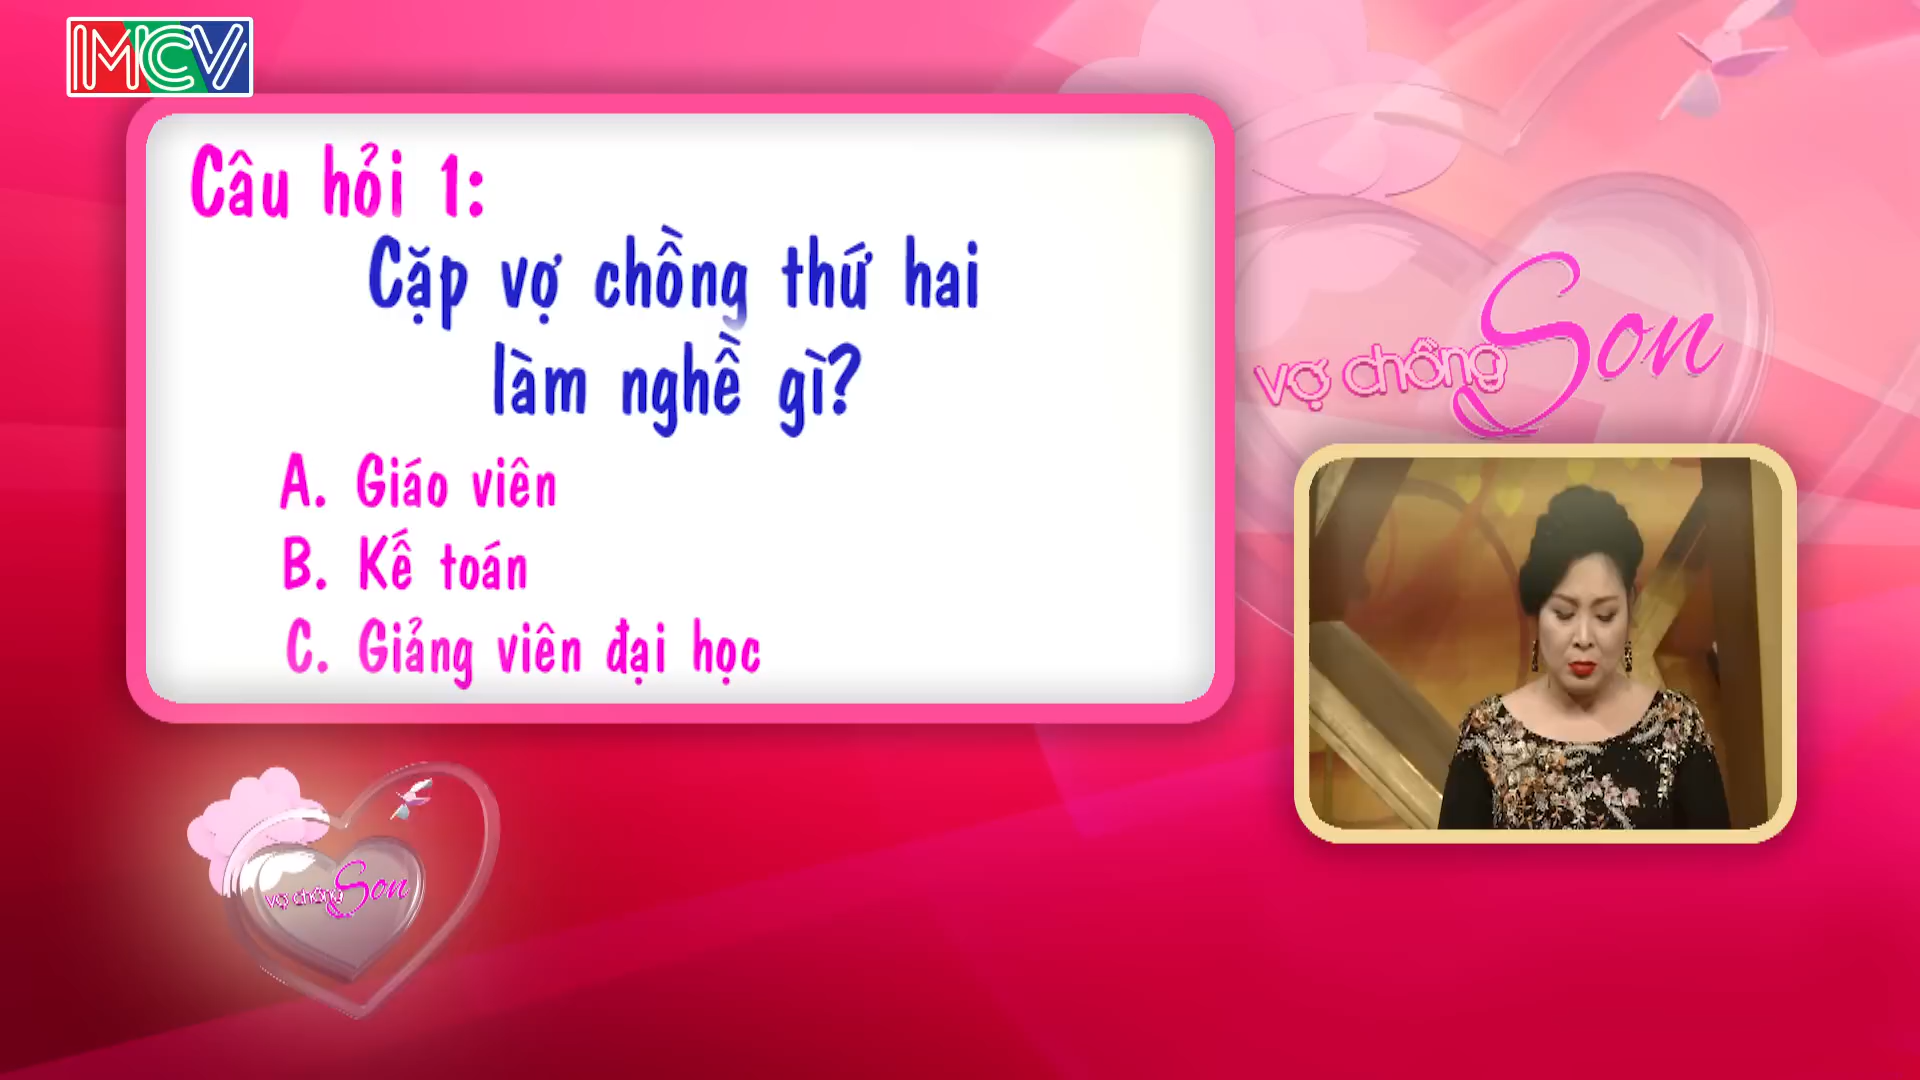 MCV
Câu hỏi 1:
Cặp vợ chồng thứ hai
làm nghề gì?
A. Giáo viên
B. Kế toán
C. Giảng viên đại học
vợ chồng Son
vợ chồng Son